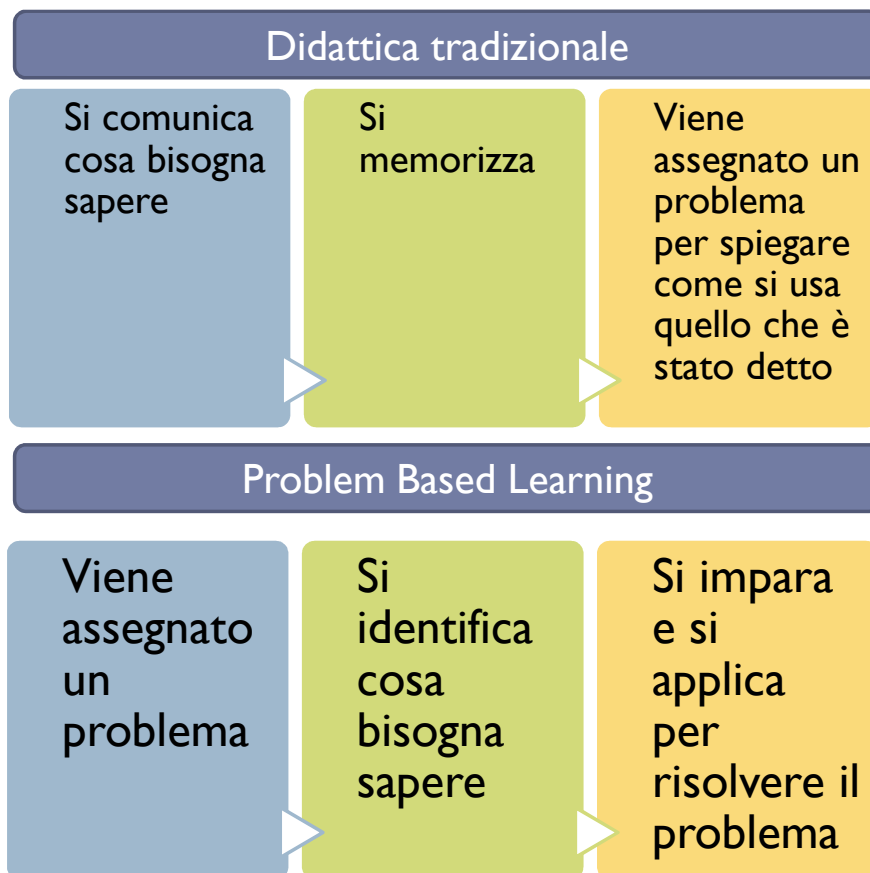 Didattica tradizionale
Si comunica
cosa bisogna
sapere
Si
memorizza
Viene
assegnato un
problema
per spiegare
come si usa
quello che è
stato detto
Problem Based Learning
Viene
assegnato
un
problema
Si
identifica
cosa
bisogna
sapere
Si impara
e si
applica
per
risolvere il
problema